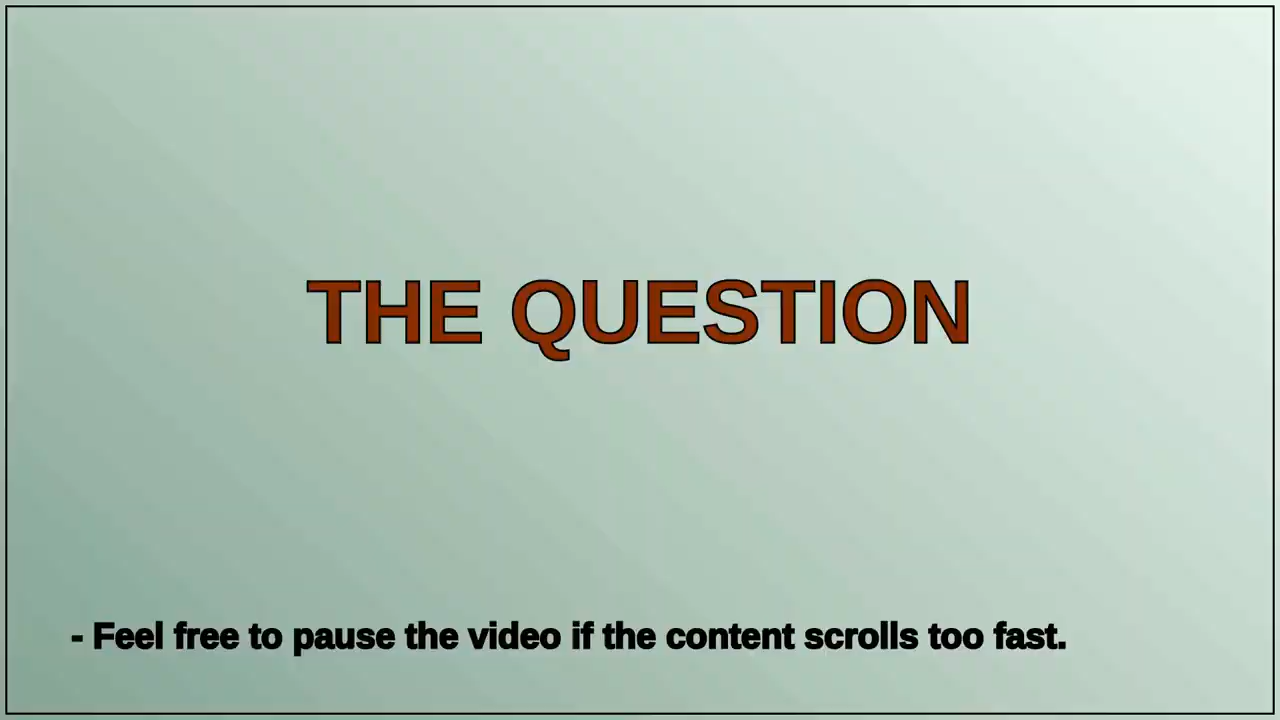 THE QUESTION
- Feel free to pause the video if the content scrolls too fast.